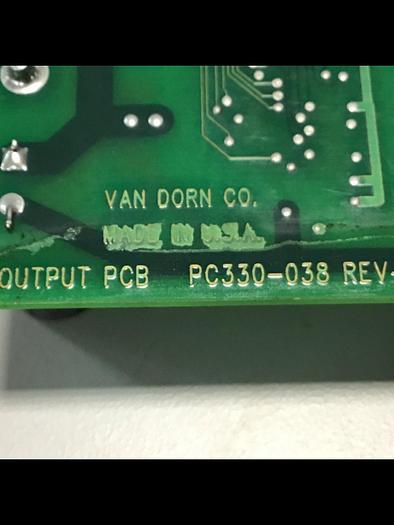 VAN DORN CO.
MADE IN U.S.A.
OUTPUT PCB PC330-038 REV-